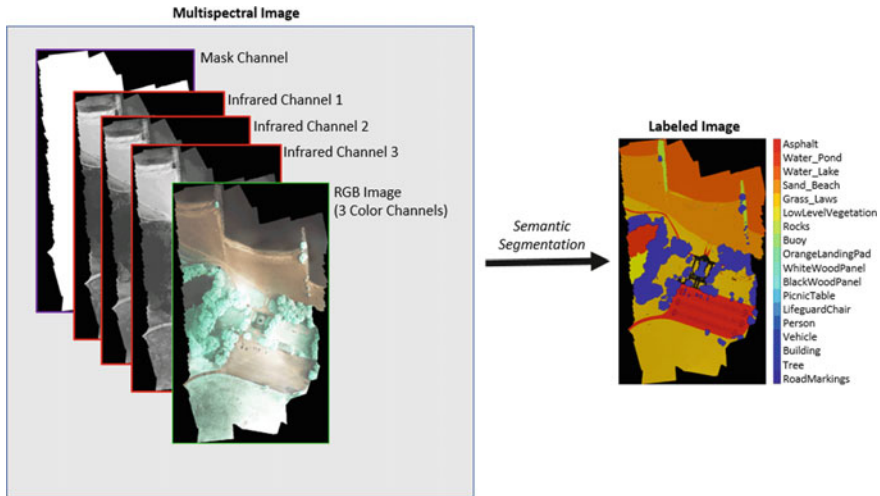 Multispectral Image
Mask Channel
Infrared Channel 1
Infrared Channel 2
Infrared Channel 3
RGB Image
(3 Color Channels)
Semantic
Segmentation
Labeled Image
Asphalt
Water_Pond
Water_Lake
Sand_Beach
Grass_Laws
LowLevelVegetation
Rocks
Buoy
OrangeLandingPad
WhiteWoodPanel
BlackWoodPanel
PicnicTable
LifeguardChair
Person
Vehicle
Building
Tree
RoadMarkings